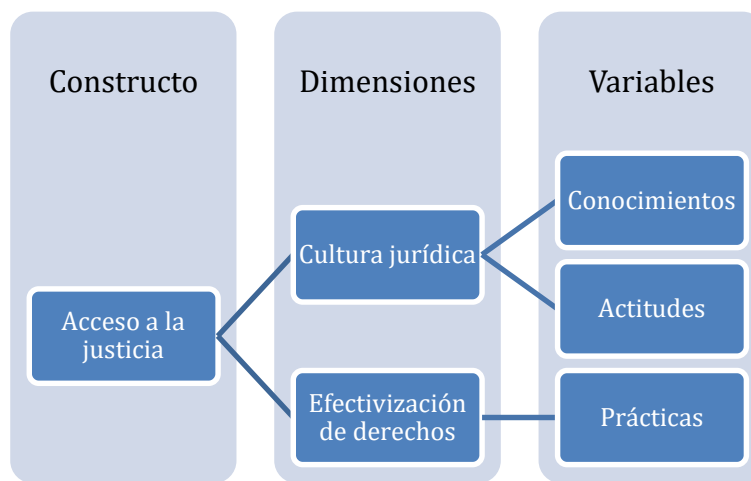 Constructo
Dimensiones
Variables
Acceso a la
justicia
Cultura jurídica
Efectivización
de derechos
Conocimientos
Actitudes
Prácticas